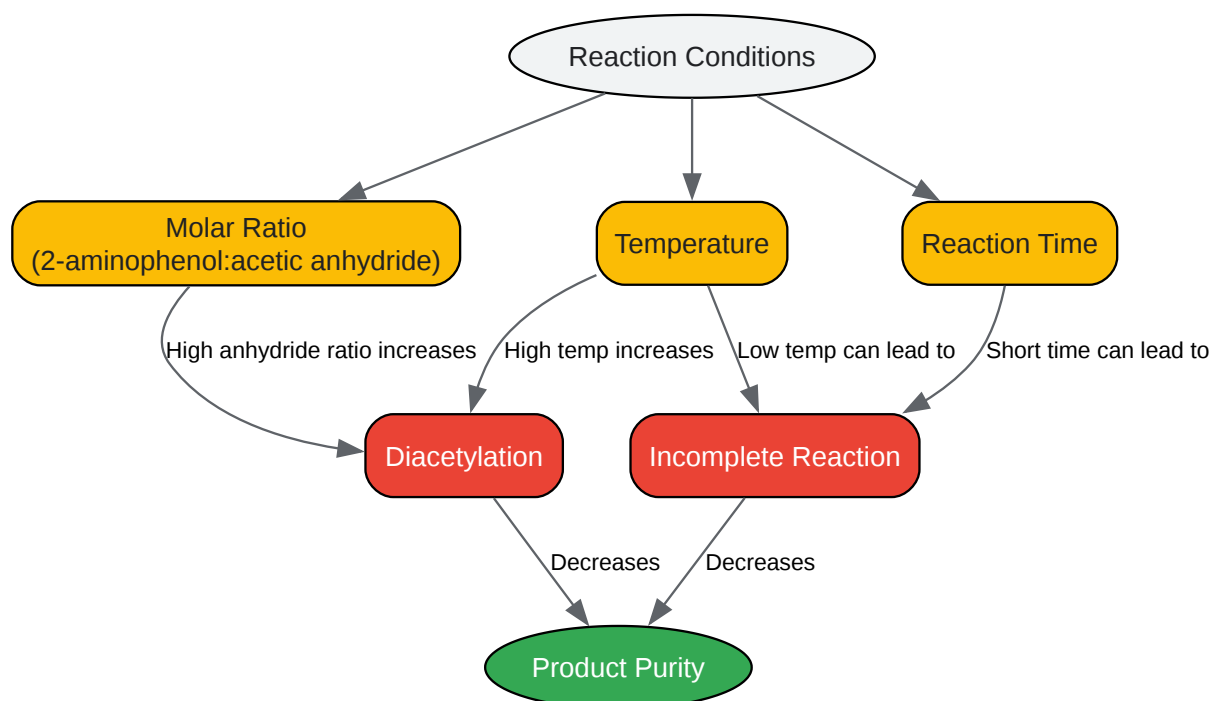 Reaction Conditions
Molar Ratio
(2-aminophenol:acetic anhydride)
Temperature
Reaction Time
High anhydride ratio increases
High temp increases
Low temp can lead to
Short time can lead to
Diacetylation
Incomplete Reaction
Decreases
Decreases
Product Purity